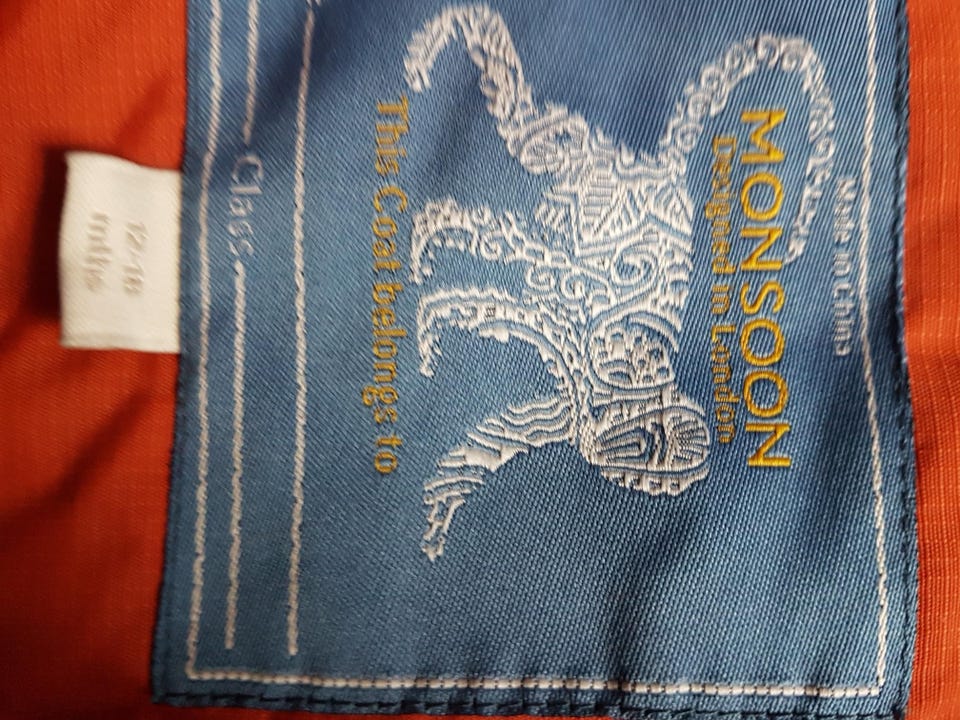 Made in China
MONSOON
Designed in London
This Coat belongs to
Class
12-18
mths